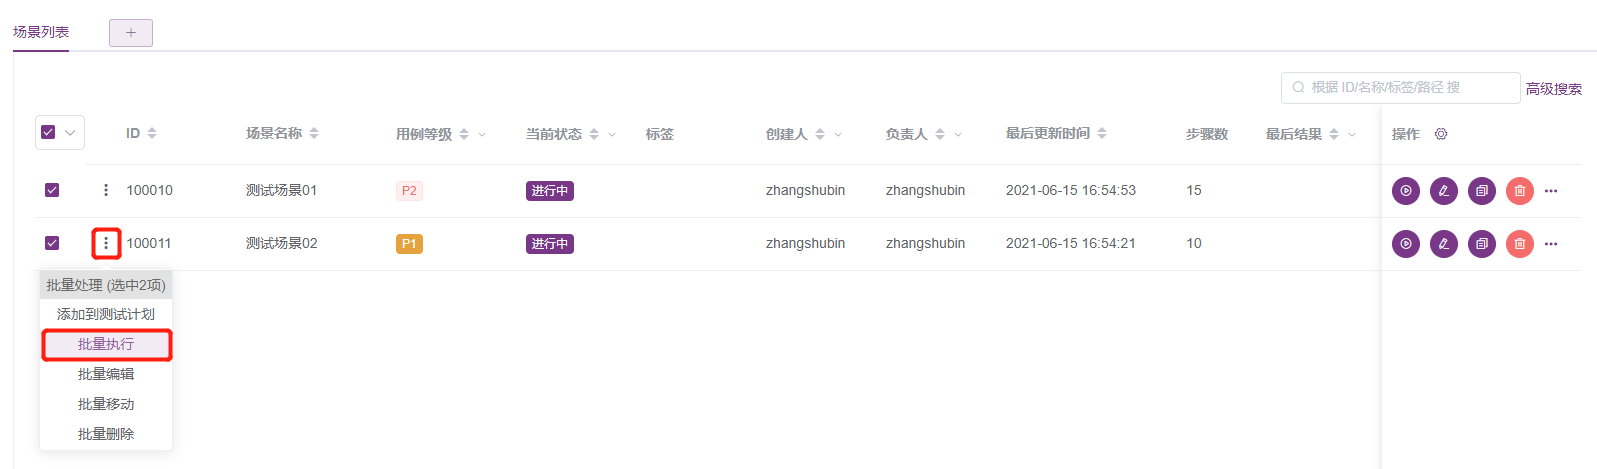 场景列表 +
根据 ID/名称/标签/路径 搜 高级搜索
ID 场景名称 用例等级 当前状态 标签 创建人 负责人 最后更新时间 步骤数 最后结果 操作
100010 测试场景01 P2 进行中 zhangshubin zhangshubin 2021-06-15 16:54:53 15
100011 测试场景02 P1 进行中 zhangshubin zhangshubin 2021-06-15 16:54:21 10
批量处理 (选中2项)
添加到测试计划
批量执行
批量编辑
批量移动
批量删除